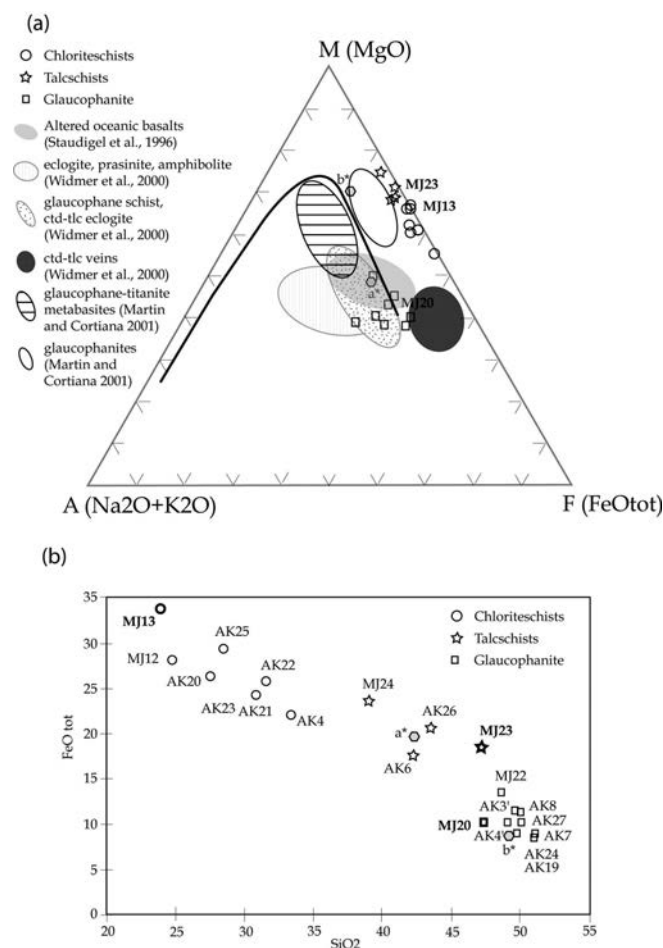 (a)
M (MgO)
Chloriteschists
Talcschists
Glaucophanite
Altered oceanic basalts
(Staudigel et al., 1996)
eclogite, prasinite, amphibolite
(Widmer et al., 2000)
glaucophane schist,
ctd-tlc eclogite
(Widmer et al., 2000)
ctd-tlc veins
(Widmer et al., 2000)
glaucophane-titanite
metabasites (Martin
and Cortiana 2001)
glaucophanites
(Martin and
Cortiana 2001)
b*
MJ23
MJ13
a*
MJ20
A (Na2O+K2O)
F (FeOtot)
(b)
FeO tot
35
30
25
20
15
10
5
0
MJ13
MJ12
AK25
AK20
AK22
AK23
AK21
AK4
MJ24
AK26
a*
AK6
MJ23
MJ22
AK3'
AK8
MJ20
AK27
AK4'
AK7
b*
AK24
AK19
Chloriteschists
Talcschists
Glaucophanite
20 25 30 35 40 45 50 55
SiO2